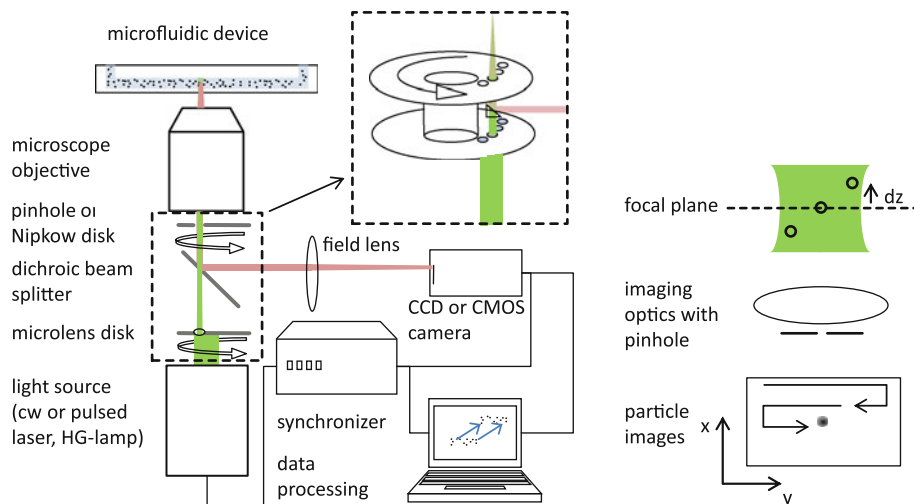 microfluidic device
microscope
objective
pinhole or
Nipkow disk
dichroic beam
splitter
microlens disk
light source
(cw or pulsed
laser, HG-lamp)
field lens
CCD or CMOS
camera
synchronizer
data
processing
focal plane
dz
imaging
optics with
pinhole
particle
images
x
y